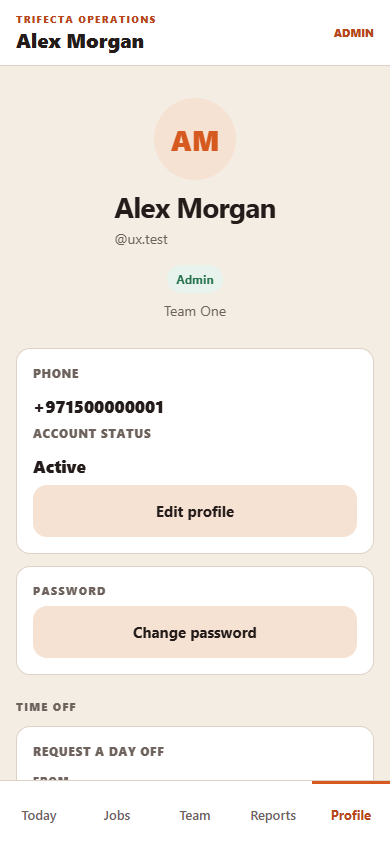 TRIFECTA OPERATIONS
Alex Morgan
ADMIN
AM
Alex Morgan
@ux.test
Admin
Team One
PHONE
+971500000001
ACCOUNT STATUS
Active
Edit profile
PASSWORD
Change password
TIME OFF
REQUEST A DAY OFF
FROM
Today
Jobs
Team
Reports
Profile